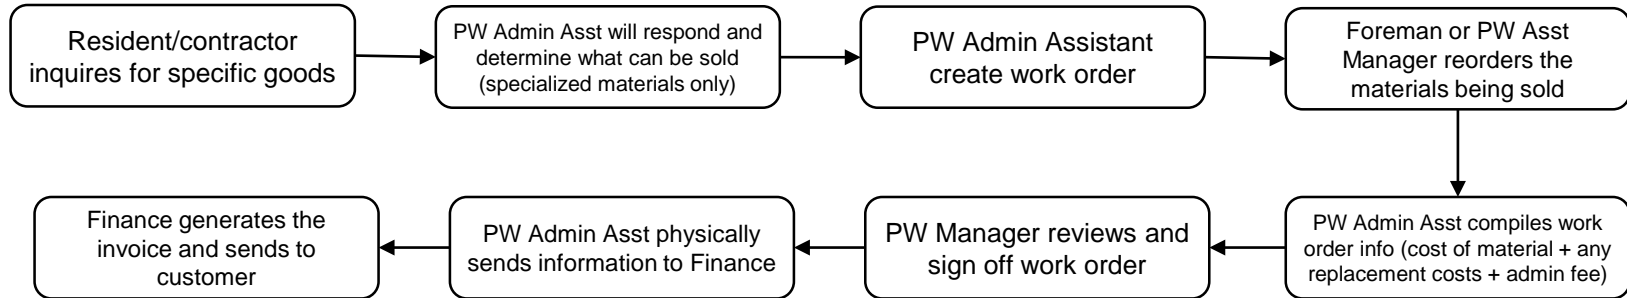 Resident/contractor
inquires for specific goods
PW Admin Asst will respond and
determine what can be sold
(specialized materials only)
PW Admin Assistant
create work order
Foreman or PW Asst
Manager reorders the
materials being sold
PW Admin Asst compiles work
order info (cost of material + any
replacement costs + admin fee)
PW Manager reviews and
sign off work order
PW Admin Asst physically
sends information to Finance
Finance generates the
invoice and sends to
customer